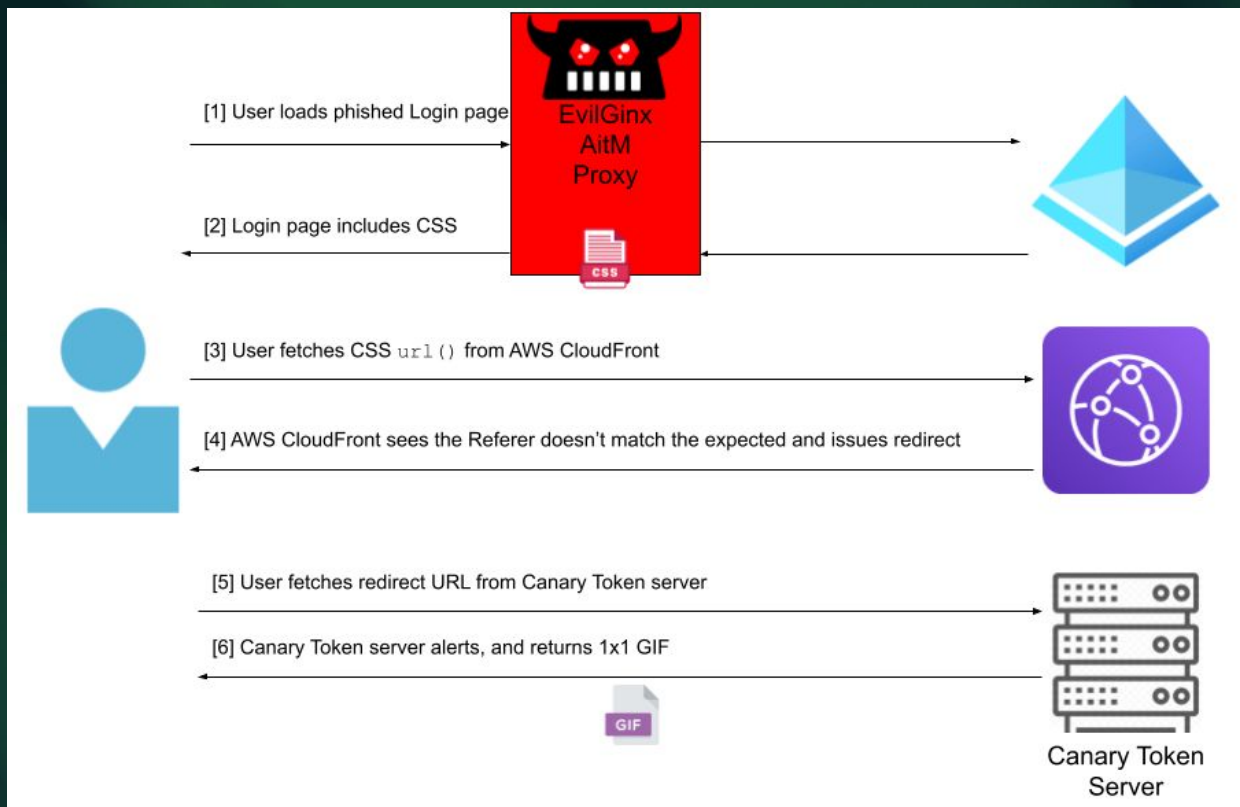 [1] User loads phished Login page
EvilGinx
AitM
Proxy
[2] Login page includes CSS
CSS
[3] User fetches CSS url() from AWS CloudFront
[4] AWS CloudFront sees the Referer doesn’t match the expected and issues redirect
[5] User fetches redirect URL from Canary Token server
[6] Canary Token server alerts, and returns 1x1 GIF
GIF
Canary Token
Server